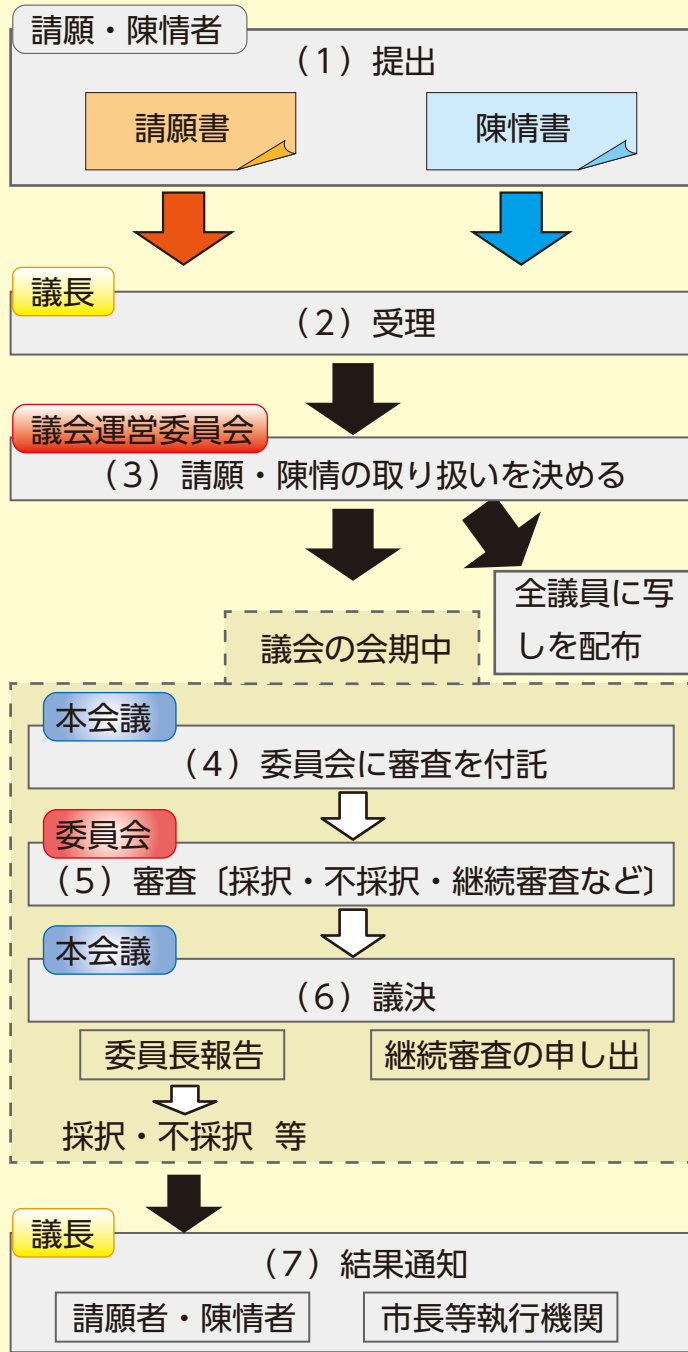 請願・陳情者
（1）提出
請願書
陳情書
議長
（2）受理
議会運営委員会
（3）請願・陳情の取り扱いを決める
全議員に写
しを配布
議会の会期中
本会議
（4）委員会に審査を付託
委員会
（5）審査〔採択・不採択・継続審査など〕
本会議
（6）議決
委員長報告
継続審査の申し出
採択・不採択 等
議長
（7）結果通知
請願者・陳情者
市長等執行機関